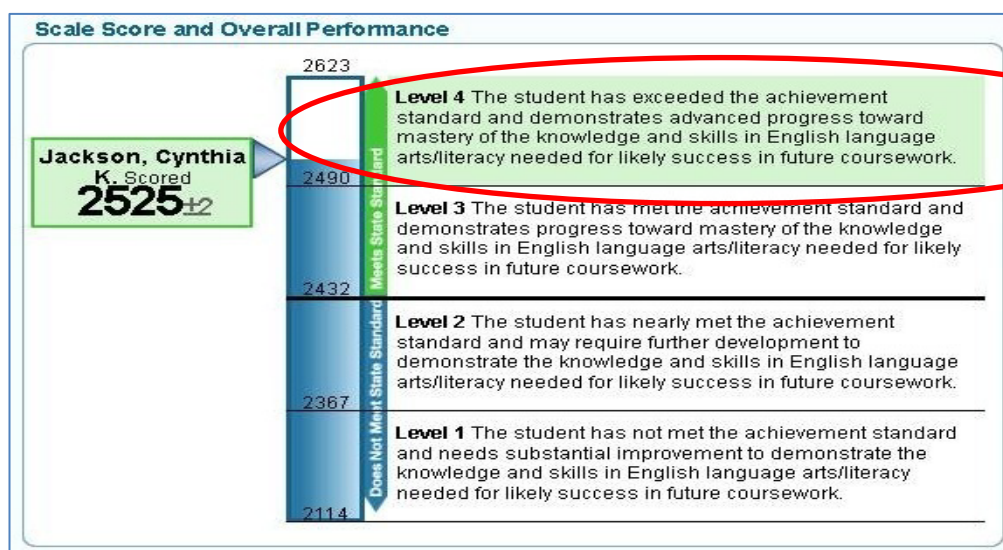 Scale Score and Overall Performance
2623
Level 4 The student has exceeded the achievement
standard and demonstrates advanced progress toward
mastery of the knowledge and skills in English language
arts/literacy needed for likely success in future coursework.
Jackson, Cynthia
K. Scored
2525±2
2490
Level 3 The student has met the achievement standard and
demonstrates progress toward mastery of the knowledge
and skills in English language arts/literacy needed for likely
success in future coursework.
Meets State Standard
2432
Level 2 The student has nearly met the achievement
standard and may require further development to
demonstrate the knowledge and skills in English language
arts/literacy needed for likely success in future coursework.
2367
Level 1 The student has not met the achievement standard
and needs substantial improvement to demonstrate the
knowledge and skills in English language arts/literacy
needed for likely success in future coursework.
Does Not Meet State Standard
2114